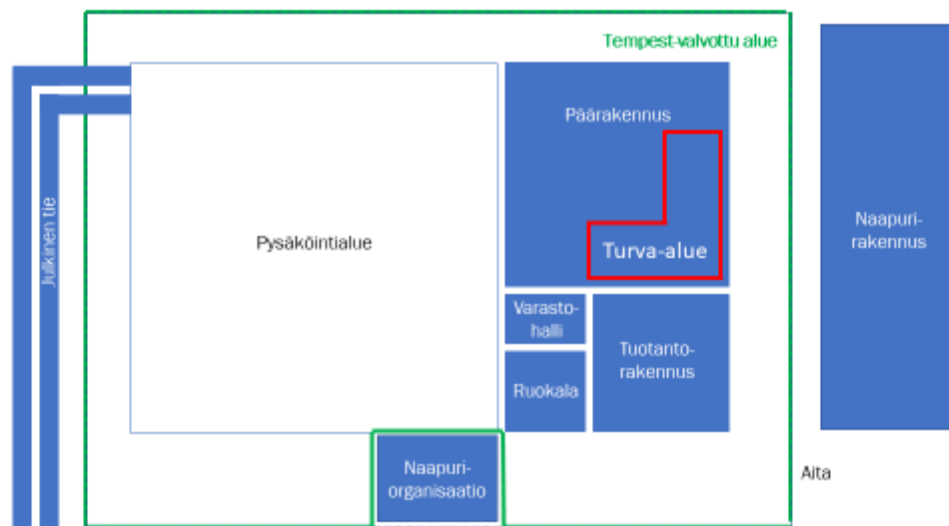 Tempest-valvottu alue
Päärakennus
Turva-alue
Pysäköintialue
Julkinen tie
Naapuri-
rakennus
Varasto-
halli
Tuotanto-
rakennus
Ruokala
Naapuri-
organisaatio
Aita